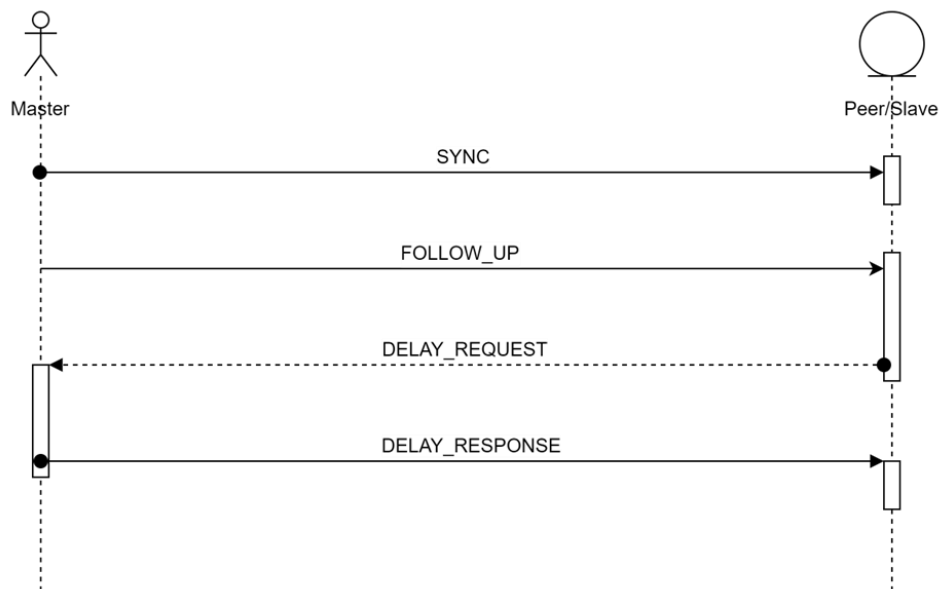 Master
Peer/Slave
SYNC
FOLLOW_UP
DELAY_REQUEST
DELAY_RESPONSE